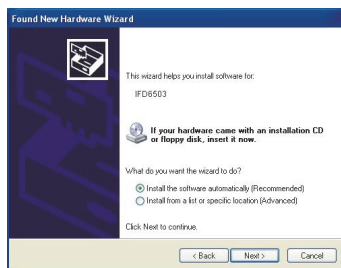 Found New Hardware Wizard
This wizard helps you install software for:
IFD6503
If your hardware came with an installation CD
or floppy disk, insert it now.
What do you want the wizard to do?
Install the software automatically (Recommended)
Install from a list or specific location (Advanced)
Click Next to continue.
< Back Next > Cancel